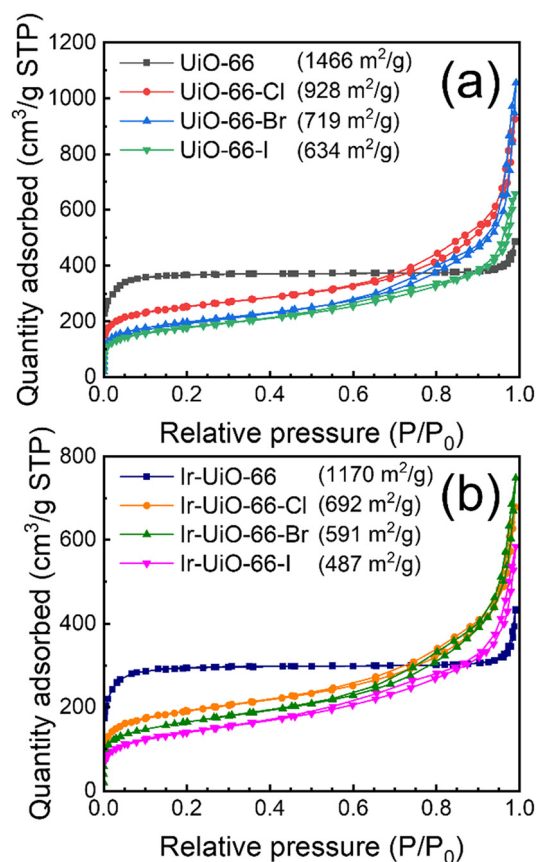 (a)
UiO-66 (1466 m²/g)
UiO-66-Cl (928 m²/g)
UiO-66-Br (719 m²/g)
UiO-66-I (634 m²/g)
Quantity adsorbed (cm³/g STP)
1200
1000
800
600
400
200
0
0.0 0.2 0.4 0.6 0.8 1.0
Relative pressure (P/P₀)
(b)
Ir-UiO-66 (1170 m²/g)
Ir-UiO-66-Cl (692 m²/g)
Ir-UiO-66-Br (591 m²/g)
Ir-UiO-66-I (487 m²/g)
Quantity adsorbed (cm³/g STP)
800
600
400
200
0
0.0 0.2 0.4 0.6 0.8 1.0
Relative pressure (P/P₀)